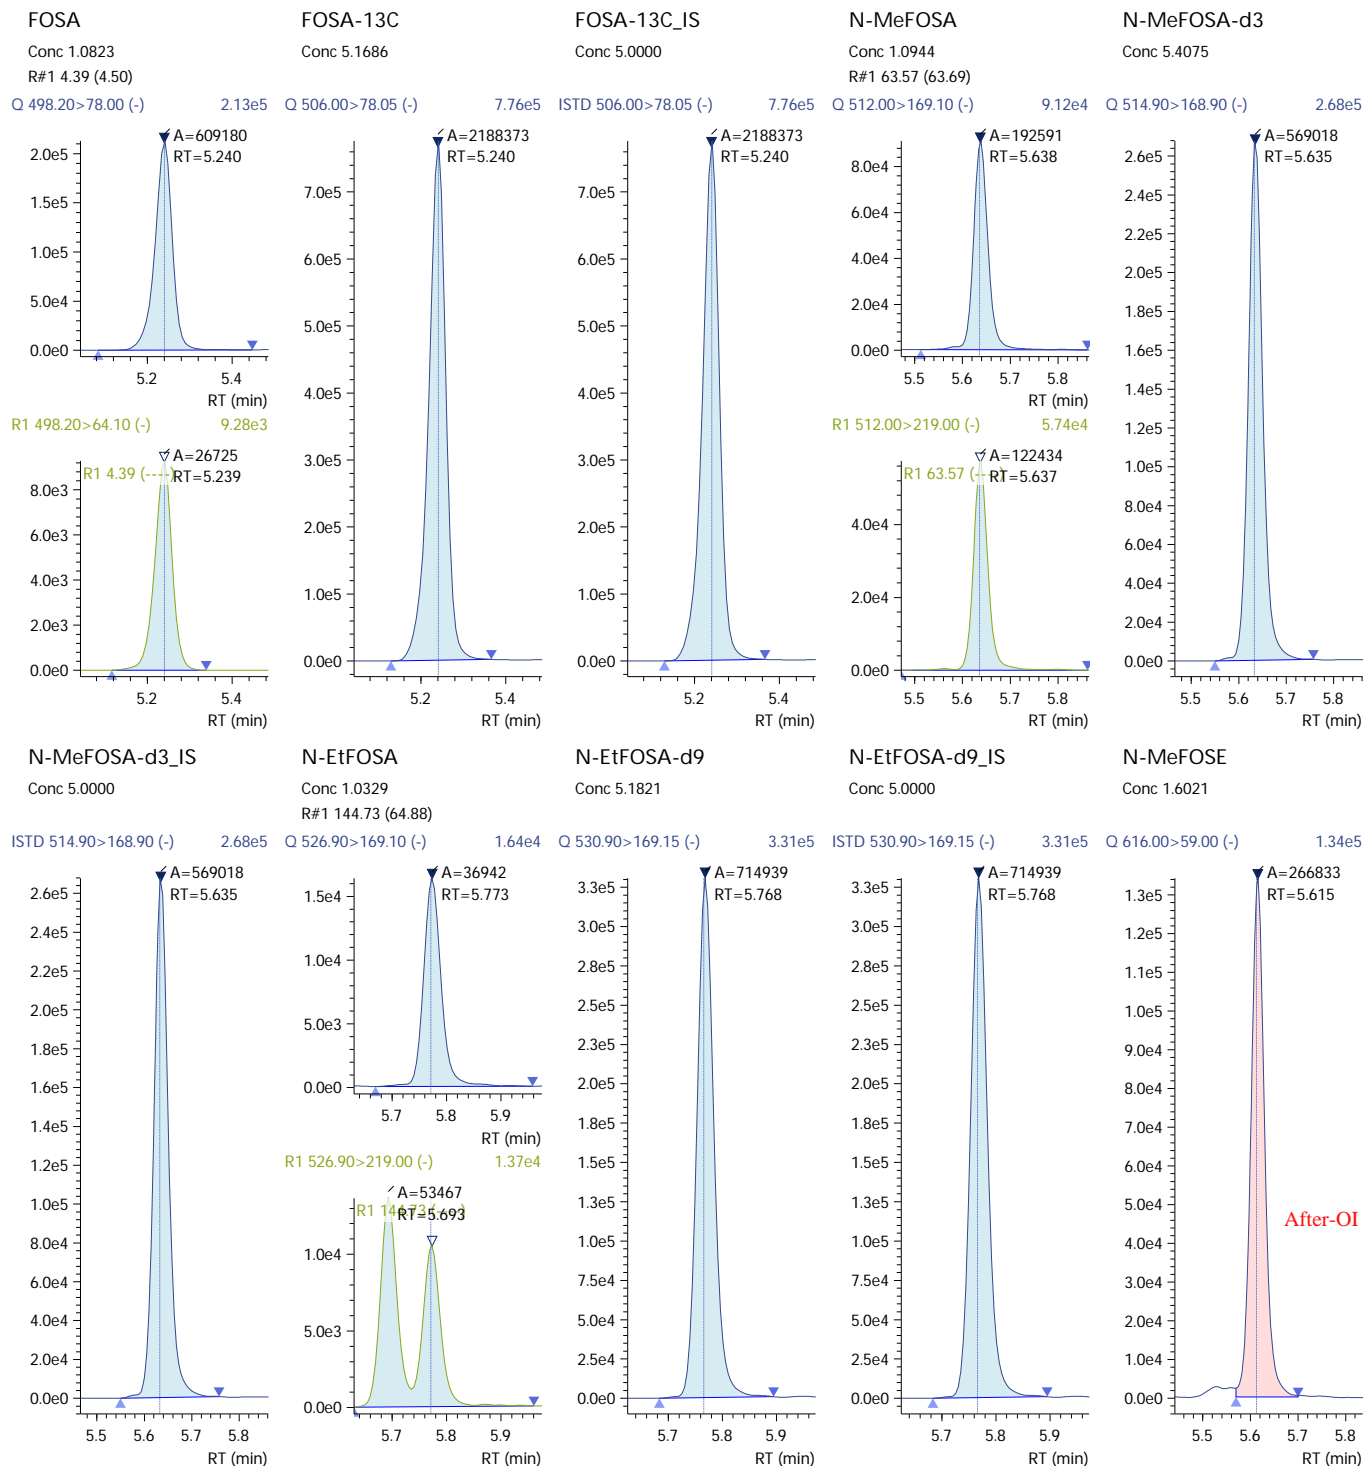 FOSA
Conc 1.0823
R#1 4.39 (4.50)
Q 498.20>78.00 (-) 2.13e5
A=609180
RT=5.240
2.0e5
1.5e5
1.0e5
5.0e4
0.0e0
5.2 5.4
RT (min)
R1 498.20>64.10 (-) 9.28e3
A=26725
R1 4.39 (----)
RT=5.239
8.0e3
6.0e3
4.0e3
2.0e3
0.0e0
5.2 5.4
RT (min)
FOSA-13C
Conc 5.1686
Q 506.00>78.05 (-) 7.76e5
A=2188373
RT=5.240
7.0e5
6.0e5
5.0e5
4.0e5
3.0e5
2.0e5
1.0e5
0.0e0
5.2 5.4
RT (min)
FOSA-13C_IS
Conc 5.0000
ISTD 506.00>78.05 (-) 7.76e5
A=2188373
RT=5.240
7.0e5
6.0e5
5.0e5
4.0e5
3.0e5
2.0e5
1.0e5
0.0e0
5.2 5.4
RT (min)
N-MeFOSA
Conc 1.0944
R#1 63.57 (63.69)
Q 512.00>169.10 (-) 9.12e4
A=192591
RT=5.638
8.0e4
6.0e4
4.0e4
2.0e4
0.0e0
5.5 5.6 5.7 5.8
RT (min)
R1 512.00>219.00 (-) 5.74e4
A=122434
R1 63.57
RT=5.637
4.0e4
2.0e4
0.0e0
5.5 5.6 5.7 5.8
RT (min)
N-MeFOSA-d3
Conc 5.4075
Q 514.90>168.90 (-) 2.68e5
A=569018
RT=5.635
2.6e5
2.4e5
2.2e5
2.0e5
1.8e5
1.6e5
1.4e5
1.2e5
1.0e5
8.0e4
6.0e4
4.0e4
2.0e4
0.0e0
5.5 5.6 5.7 5.8
RT (min)
N-MeFOSA-d3_IS
Conc 5.0000
ISTD 514.90>168.90 (-) 2.68e5
A=569018
RT=5.635
2.6e5
2.4e5
2.2e5
2.0e5
1.8e5
1.6e5
1.4e5
1.2e5
1.0e5
8.0e4
6.0e4
4.0e4
2.0e4
0.0e0
5.5 5.6 5.7 5.8
RT (min)
N-EtFOSA
Conc 1.0329
R#1 144.73 (64.88)
Q 526.90>169.10 (-) 1.64e4
A=36942
RT=5.773
1.5e4
1.0e4
5.0e3
0.0e0
5.7 5.8 5.9
RT (min)
R1 526.90>219.00 (-) 1.37e4
A=53467
R1 144.73
RT=5.693
1.0e4
5.0e3
0.0e0
5.7 5.8 5.9
RT (min)
N-EtFOSA-d9
Conc 5.1821
Q 530.90>169.15 (-) 3.31e5
A=714939
RT=5.768
3.3e5
3.0e5
2.8e5
2.5e5
2.3e5
2.0e5
1.8e5
1.5e5
1.3e5
1.0e5
7.5e4
5.0e4
2.5e4
0.0e0
5.7 5.8 5.9
RT (min)
N-EtFOSA-d9_IS
Conc 5.0000
ISTD 530.90>169.15 (-) 3.31e5
A=714939
RT=5.768
3.3e5
3.0e5
2.8e5
2.5e5
2.3e5
2.0e5
1.8e5
1.5e5
1.3e5
1.0e5
7.5e4
5.0e4
2.5e4
0.0e0
5.7 5.8 5.9
RT (min)
N-MeFOSE
Conc 1.6021
Q 616.00>59.00 (-) 1.34e5
A=266833
RT=5.615
1.3e5
1.2e5
1.1e5
1.0e5
9.0e4
8.0e4
7.0e4
6.0e4
5.0e4
4.0e4
3.0e4
2.0e4
1.0e4
0.0e0
After-OI
5.5 5.6 5.7 5.8
RT (min)